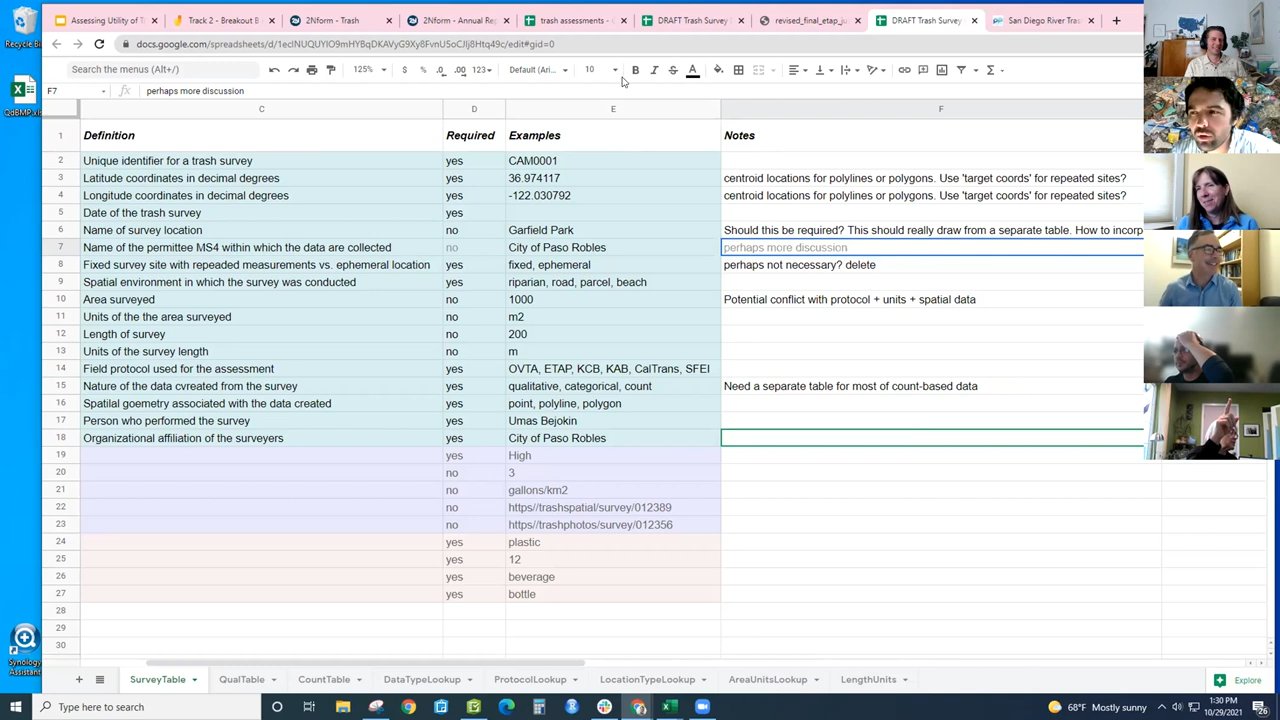 Assessing Utility of T
Track 2 - Breakout B
2Nform - Trash
2Nform - Annual Re
trash assessments -
DRAFT Trash Survey
revised_final_etap_ju
DRAFT Trash Survey
San Diego River Tras
Recycle Bin
docs.google.com/spreadsheets/d/
/edit#gid=0
Search the menus (Alt+/)
125%
$ % .0 .00 123
Default (Ari...
10
B I S A
F7
fx perhaps more discussion
C D E F
1 Definition Required Examples Notes
2 Unique identifier for a trash survey yes CAM0001
3 Latitude coordinates in decimal degrees yes 36.974117 centroid locations for polylines or polygons. Use 'target coords' for repeated sites?
4 Longitude coordinates in decimal degrees yes -122.030792 centroid locations for polylines or polygons. Use 'target coords' for repeated sites?
5 Date of the trash survey yes
6 Name of survey location no Garfield Park Should this be required? This should really draw from a separate table. How to incorp
7 Name of the permittee MS4 within which the data are collected no City of Paso Robles perhaps more discussion
8 Fixed survey site with repeaded measurements vs. ephemeral location yes fixed, ephemeral perhaps not necessary? delete
9 Spatial environment in which the survey was conducted yes riparian, road, parcel, beach
10 Area surveyed no 1000 Potential conflict with protocol + units + spatial data
11 Units of the the area surveyed no m2
12 Length of survey no 200
13 Units of the survey length no m
14 Field protocol used for the assessment yes OVTA, ETAP, KCB, KAB, CalTrans, SFEI
15 Nature of the data cvreated from the survey yes qualitative, categorical, count Need a separate table for most of count-based data
16 Spatilal goemetry associated with the data created yes point, polyline, polygon
17 Person who performed the survey yes Umas Bejokin
18 Organizational affiliation of the surveyers yes City of Paso Robles
19 yes High
20 no 3
21 no gallons/km2
22 no https//trashspatial/survey/012389
23 no https//trashphotos/survey/012356
24 yes plastic
25 yes 12
26 yes beverage
27 yes bottle
28
29
30
SurveyTable QualTable CountTable DataTypeLookup ProtocolLookup LocationTypeLookup AreaUnitsLookup LengthUnits Explore
QdBMP.xls
Synology Assistant
Type here to search
68°F Mostly sunny
1:30 PM
10/29/2021
26